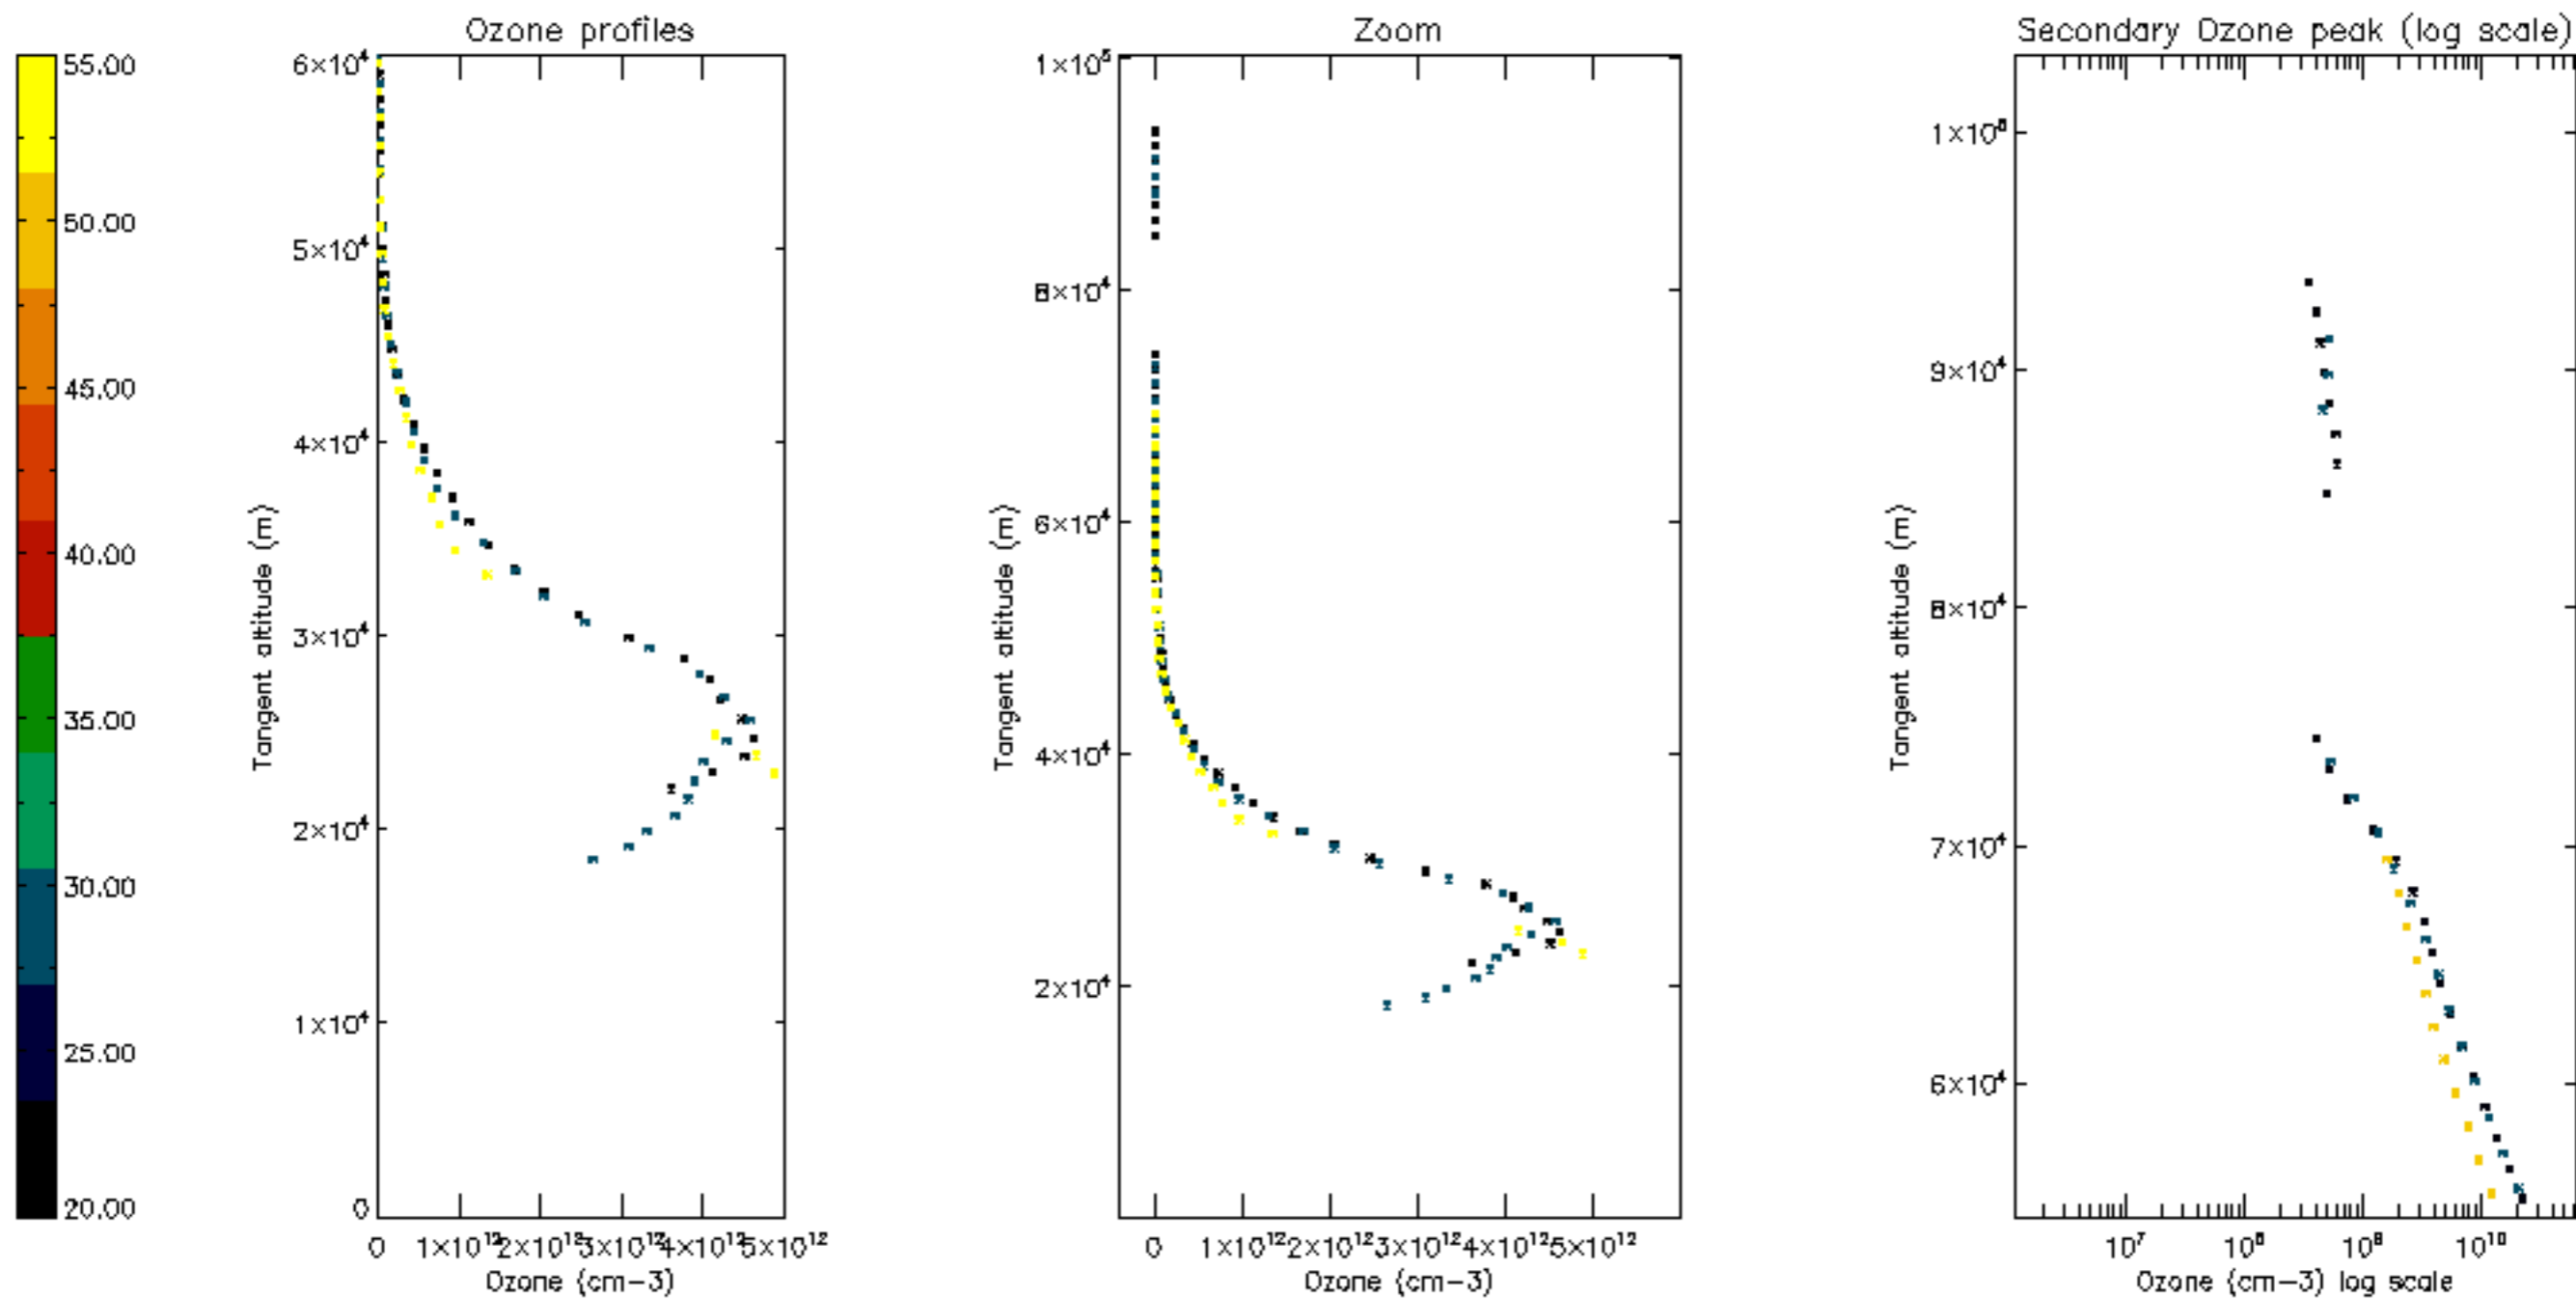 Ozone profiles
Zoom
Secondary Ozone peak (log scale)
55.00
50.00
45.00
40.00
35.00
30.00
25.00
20.00
6×10⁴
5×10⁴
4×10⁴
3×10⁴
2×10⁴
1×10⁴
0
Tangent altitude (m)
0 1×10¹² 2×10¹² 3×10¹² 4×10¹² 5×10¹²
Ozone (cm-3)
1×10⁵
8×10⁴
6×10⁴
4×10⁴
2×10⁴
Tangent altitude (m)
0 1×10¹² 2×10¹² 3×10¹² 4×10¹² 5×10¹²
Ozone (cm-3)
1×10⁵
9×10⁴
8×10⁴
7×10⁴
6×10⁴
Tangent altitude (m)
10⁷ 10⁸ 10⁹ 10¹⁰
Ozone (cm-3) log scale